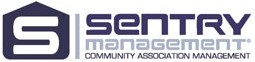 SENTRY
management®
COMMUNITY ASSOCIATION MANAGEMENT